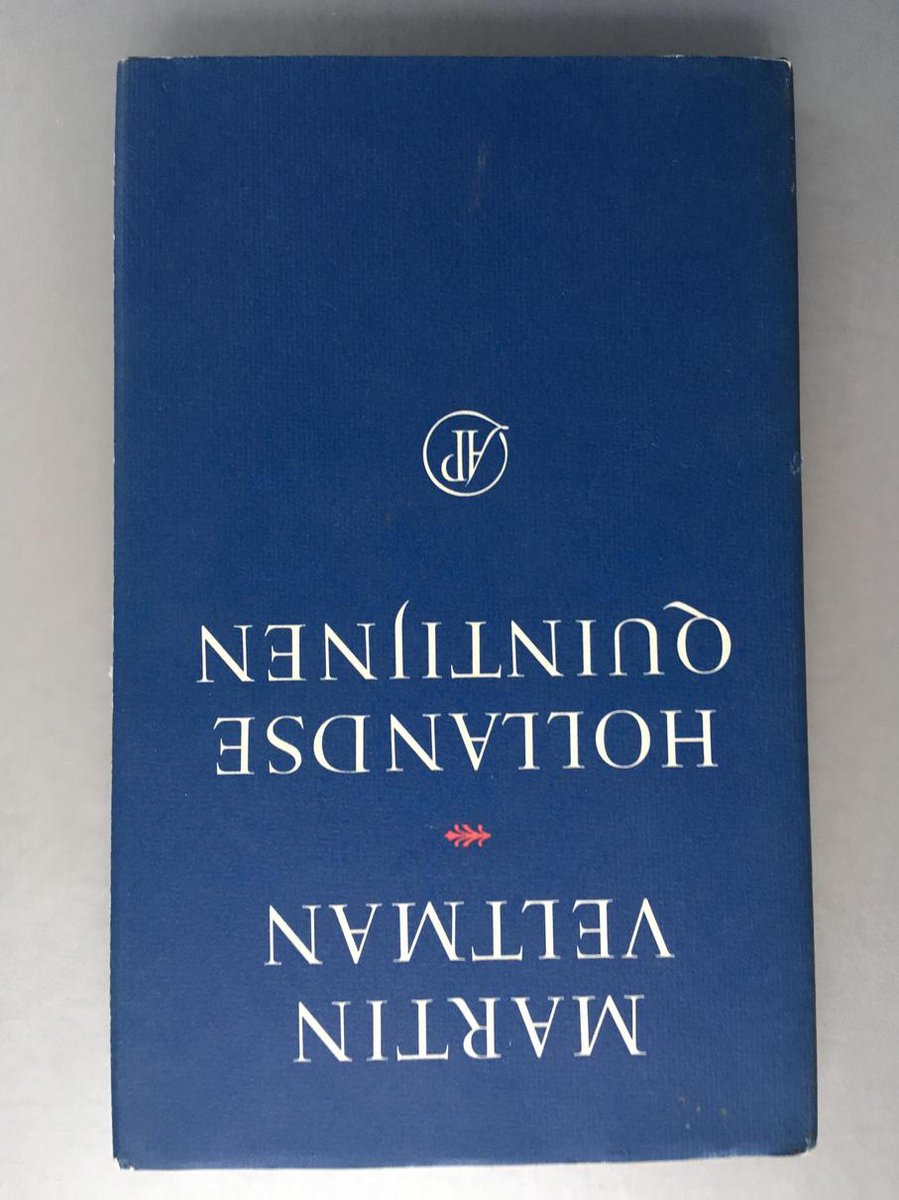 MARTIN
VELTMAN
HOLLANDSE
QUINTIJNEN
AP